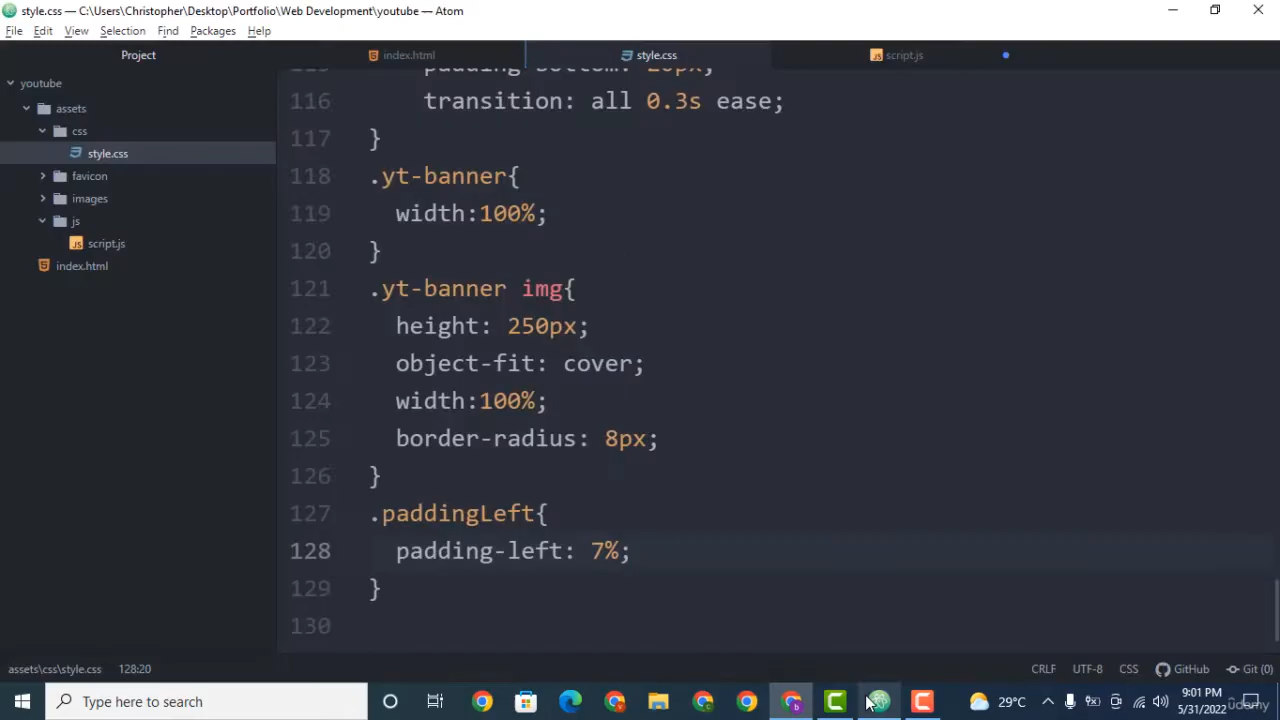 style.css — C:\Users\Christopher\Desktop\Portfolio\Web Development\youtube — Atom
File Edit View Selection Find Packages Help
Project index.html style.css script.js
youtube
assets
css
style.css
favicon
images
js
script.js
index.html
padding-bottom: 20px;
116 transition: all 0.3s ease;
117 }
118 .yt-banner{
119 width:100%;
120 }
121 .yt-banner img{
122 height: 250px;
123 object-fit: cover;
124 width:100%;
125 border-radius: 8px;
126 }
127 .paddingLeft{
128 padding-left: 7%;
129 }
130
assets\css\style.css 128:20 CRLF UTF-8 CSS GitHub Git (0)
Type here to search 29°C 9:01 PM
5/31/2022
udemy